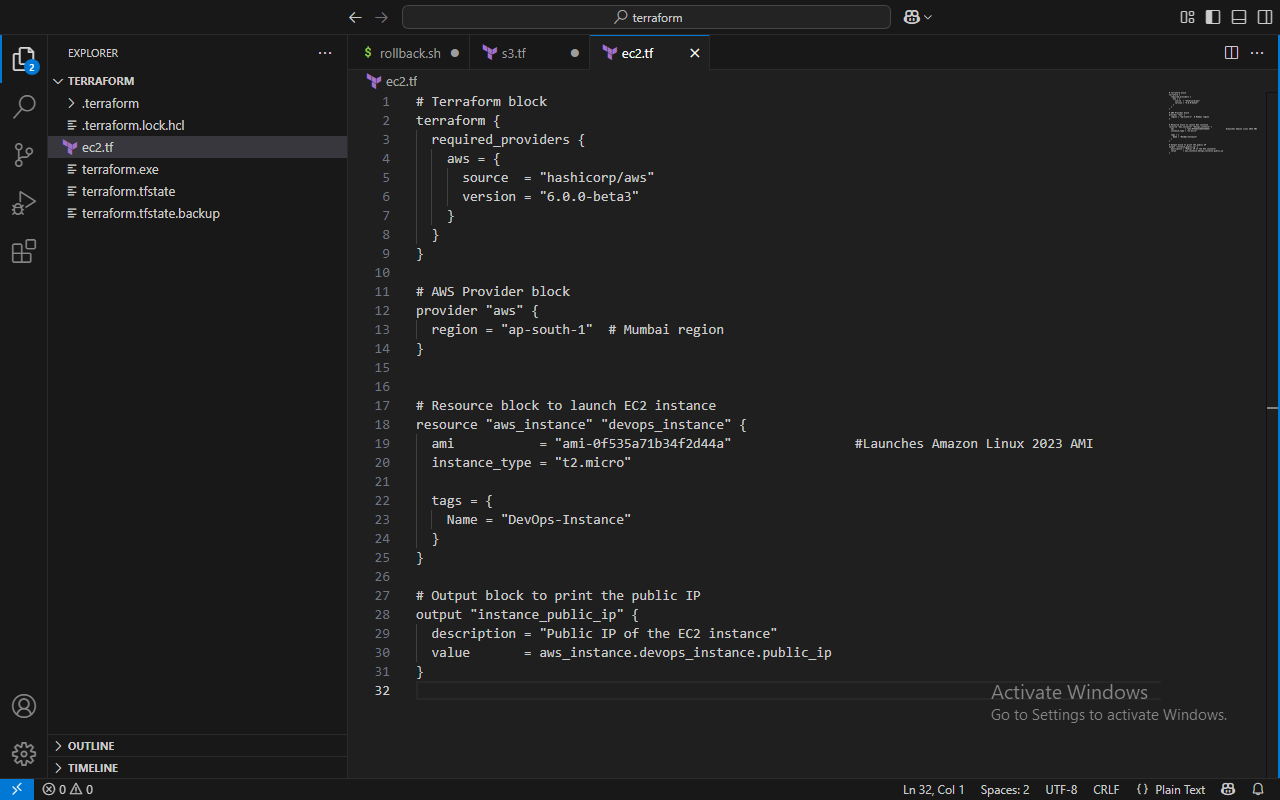 terraform
EXPLORER
TERRAFORM
.terraform
.terraform.lock.hcl
ec2.tf
terraform.exe
terraform.tfstate
terraform.tfstate.backup
OUTLINE
TIMELINE
2
$ rollback.sh
s3.tf
ec2.tf
ec2.tf
1 # Terraform block
2 terraform {
3   required_providers {
4     aws = {
5       source  = "hashicorp/aws"
6       version = "6.0.0-beta3"
7     }
8   }
9 }
10
11 # AWS Provider block
12 provider "aws" {
13   region = "ap-south-1"  # Mumbai region
14 }
15
16
17 # Resource block to launch EC2 instance
18 resource "aws_instance" "devops_instance" {
19   ami           = "ami-0f535a71b34f2d44a"                #Launches Amazon Linux 2023 AMI
20   instance_type = "t2.micro"
21
22   tags = {
23     Name = "DevOps-Instance"
24   }
25 }
26
27 # Output block to print the public IP
28 output "instance_public_ip" {
29   description = "Public IP of the EC2 instance"
30   value       = aws_instance.devops_instance.public_ip
31 }
32
Activate Windows
Go to Settings to activate Windows.
0 0
Ln 32, Col 1 Spaces: 2 UTF-8 CRLF {} Plain Text